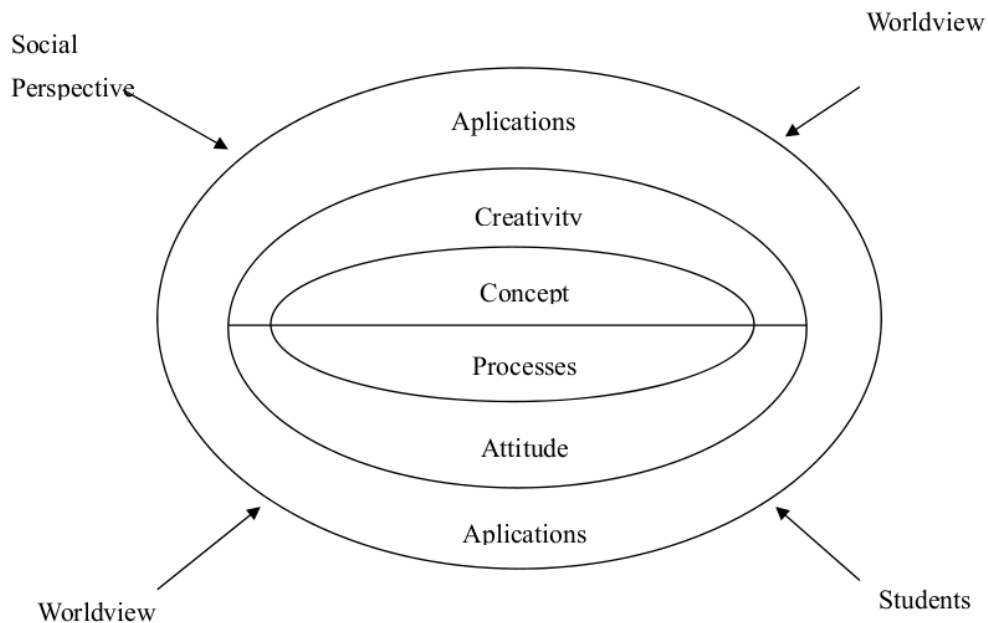 Worldview
Social
Perspective
Aplications
Creativity
Concept
Processes
Attitude
Aplications
Students
Worldview